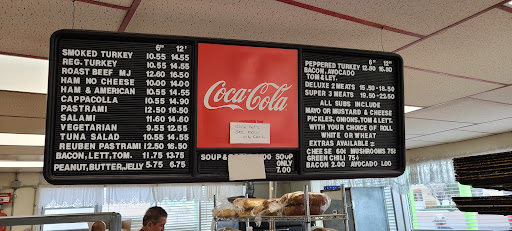 6" 12"
SMOKED TURKEY 10.55 14.55
REG. TURKEY 10.55 14.55
ROAST BEEF MJ 12.60 16.50
HAM NO CHEESE 10.00 14.00
HAM & AMERICAN 10.55 14.55
CAPPACOLLA 10.55 14.90
PASTRAMI 12.50 16.50
SALAMI 11.60 14.65
VEGETARIAN 9.55 12.55
TUNA SALAD 10.55 14.55
REUBEN PASTRAMI 12.50 16.50
BACON, LETT, TOM. 11.75 13.75
PEANUT, BUTTER, JELLY 5.75 6.75
Coca-Cola
SOUP &
SOUP
ONLY
7.00
6" 12"
PEPPERED TURKEY 12.80 16.80
BACON, AVOCADO
TOM & LET.
DELUXE 2 MEATS 15.50 -18.50
SUPER 3 MEATS 19.50 -22.50
ALL SUBS INCLUDE
MAYO OR MUSTARD & CHEESE
PICKLES, ONIONS, TOM & LETT.
WITH YOUR CHOICE OF ROLL
WHITE OR WHEAT
EXTRAS AVAILABLE
CHEESE 60¢ MUSHROOMS 75¢
GREEN CHILI 75¢
BACON 2.00 AVOCADO 1.00